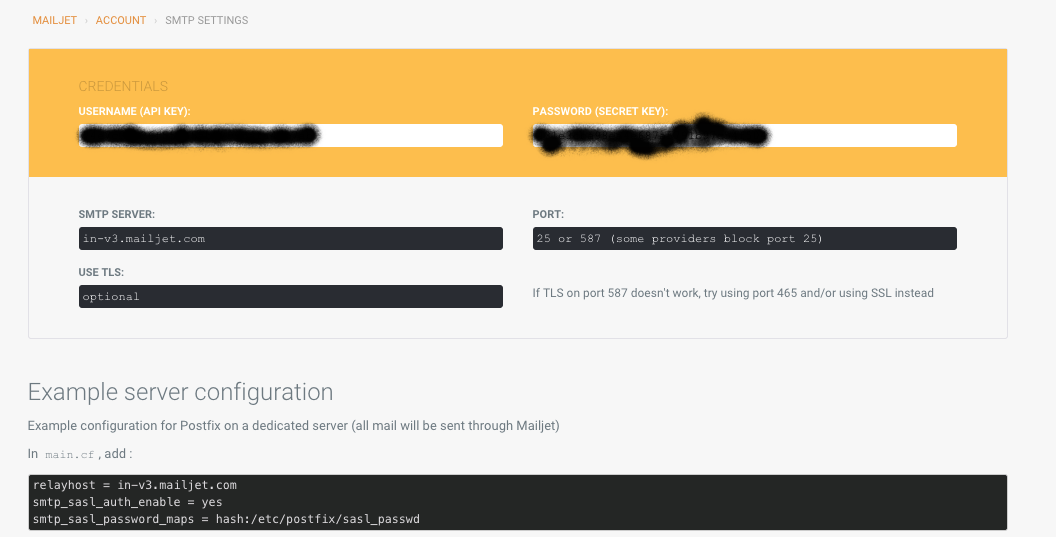 MAILJET › ACCOUNT › SMTP SETTINGS
CREDENTIALS
USERNAME (API KEY):
PASSWORD (SECRET KEY):
SMTP SERVER:
PORT:
in-v3.mailjet.com
25 or 587 (some providers block port 25)
USE TLS:
optional
If TLS on port 587 doesn't work, try using port 465 and/or using SSL instead
Example server configuration
Example configuration for Postfix on a dedicated server (all mail will be sent through Mailjet)
In main.cf , add :
relayhost = in-v3.mailjet.com
smtp_sasl_auth_enable = yes
smtp_sasl_password_maps = hash:/etc/postfix/sasl_passwd